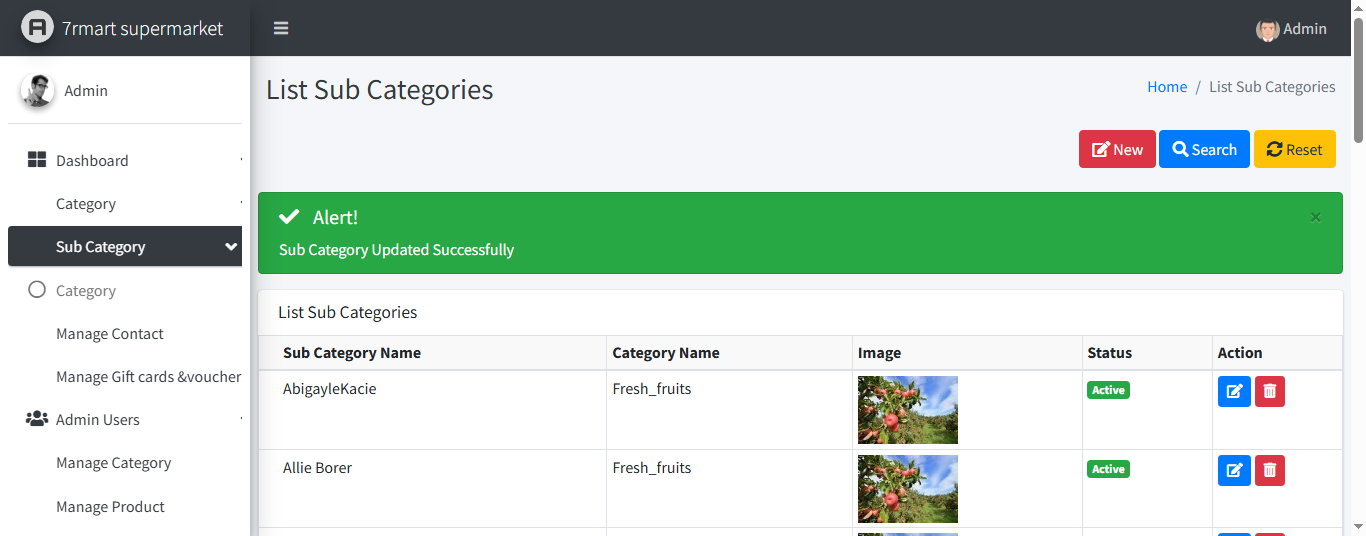 7rmart supermarket
Admin
Admin
List Sub Categories
Home / List Sub Categories
New Search Reset
Dashboard
Category
Sub Category
Category
Manage Contact
Manage Gift cards &voucher
Admin Users
Manage Category
Manage Product
Alert! ×
Sub Category Updated Successfully
List Sub Categories
Sub Category Name Category Name Image Status Action
AbigayleKacie Fresh_fruits Active
Allie Borer Fresh_fruits Active